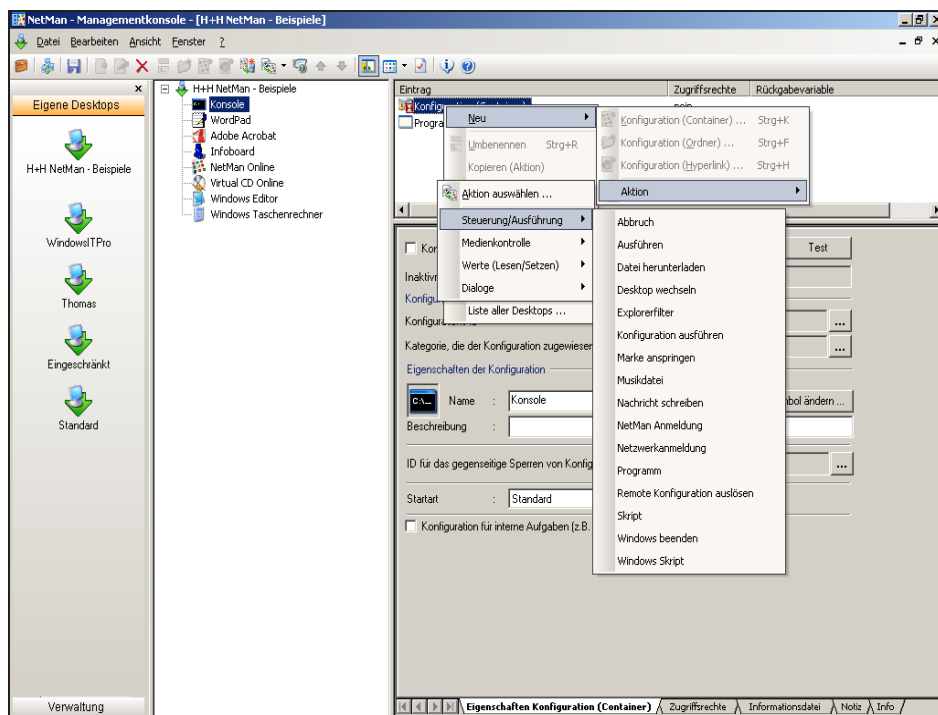 NetMan - Managementkonsole - [H+H NetMan - Beispiele]
Datei Bearbeiten Ansicht Fenster ?
Eigene Desktops
H+H NetMan - Beispiele
WindowsITPro
Thomas
Eingeschränkt
Standard
Verwaltung
H+H NetMan - Beispiele
Konsole
WordPad
Adobe Acrobat
Infoboard
NetMan Online
Virtual CD Online
Windows Editor
Windows Taschenrechner
Eintrag Zugriffsrechte Rückgabevariable
Neu
Umbenennen Strg+R
Kopieren (Aktion)
Aktion auswählen ...
Steuerung/Ausführung
Medienkontrolle
Werte (Lesen/Setzen)
Dialoge
Liste aller Desktops ...
Konfiguration (Container) ... Strg+K
Konfiguration (Ordner) ... Strg+F
Konfiguration (Hyperlink) ... Strg+H
Aktion
Abbruch
Ausführen
Datei herunterladen
Desktop wechseln
Explorerfilter
Konfiguration ausführen
Marke anspringen
Musikdatei
Nachricht schreiben
NetMan Anmeldung
Netzwerkanmeldung
Programm
Remote Konfiguration auslösen
Skript
Windows beenden
Windows Skript
Test
...
Kategorie, die der Konfiguration
...
Eigenschaften der Konfiguration
C:\_ Name : Konsole
ändern ...
Beschreibung :
ID für das gegenseitige Sperren von
...
Startart : Standard
Konfiguration für interne Aufgaben (z.B.
Eigenschaften Konfiguration (Container) Zugriffsrechte Informationsdatei Notiz Info